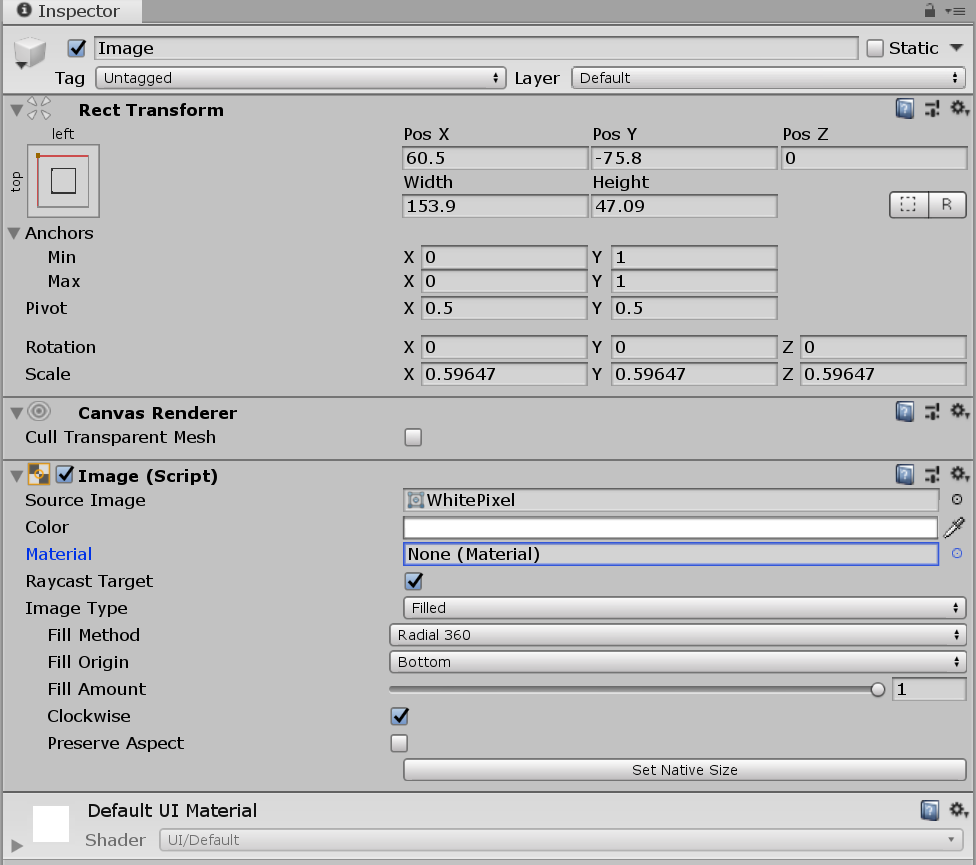 Inspector
Image Static
Tag Untagged Layer Default
Rect Transform
left
top
Pos X Pos Y Pos Z
60.5 -75.8 0
Width Height
153.9 47.09 R
Anchors
Min X 0 Y 1
Max X 0 Y 1
Pivot X 0.5 Y 0.5
Rotation X 0 Y 0 Z 0
Scale X 0.59647 Y 0.59647 Z 0.59647
Canvas Renderer
Cull Transparent Mesh
Image (Script)
Source Image WhitePixel
Color
Material None (Material)
Raycast Target
Image Type Filled
Fill Method Radial 360
Fill Origin Bottom
Fill Amount 1
Clockwise
Preserve Aspect
Set Native Size
Default UI Material
Shader UI/Default